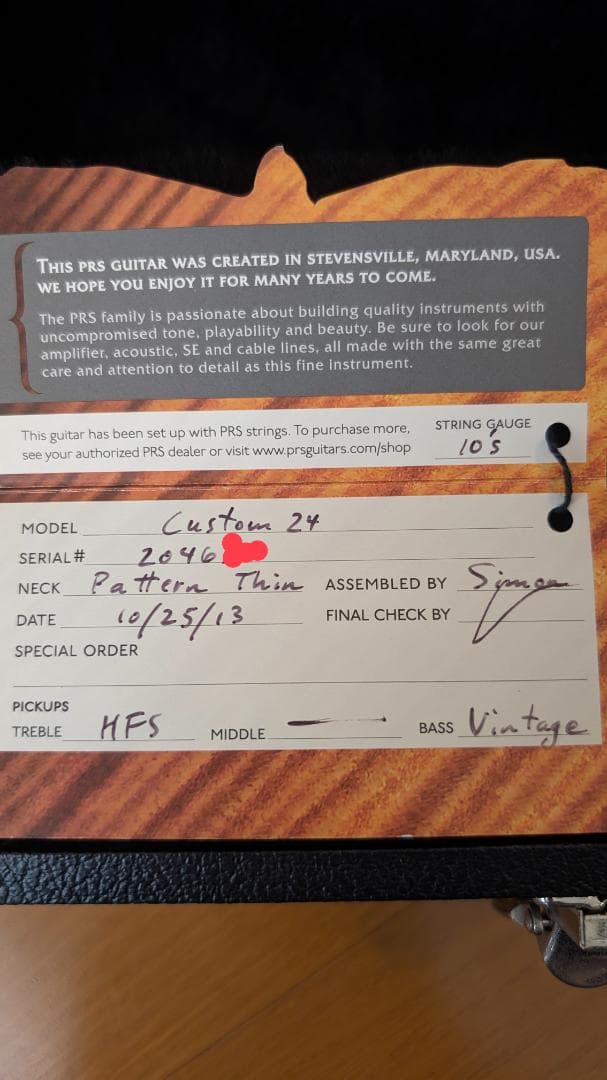 THIS PRS GUITAR WAS CREATED IN STEVENSVILLE, MARYLAND, USA.
WE HOPE YOU ENJOY IT FOR MANY YEARS TO COME.
The PRS family is passionate about building quality instruments with
uncompromised tone, playability and beauty. Be sure to look for our
amplifier, acoustic, SE and cable lines, all made with the same great
care and attention to detail as this fine instrument.
This guitar has been set up with PRS strings. To purchase more,
see your authorized PRS dealer or visit www.prsguitars.com/shop
STRING GAUGE
10's
MODEL Custom 24
SERIAL# 2046
NECK Pattern Thin ASSEMBLED BY Simon
DATE 10/25/13 FINAL CHECK BY
SPECIAL ORDER
PICKUPS
TREBLE HFS MIDDLE — BASS Vintage